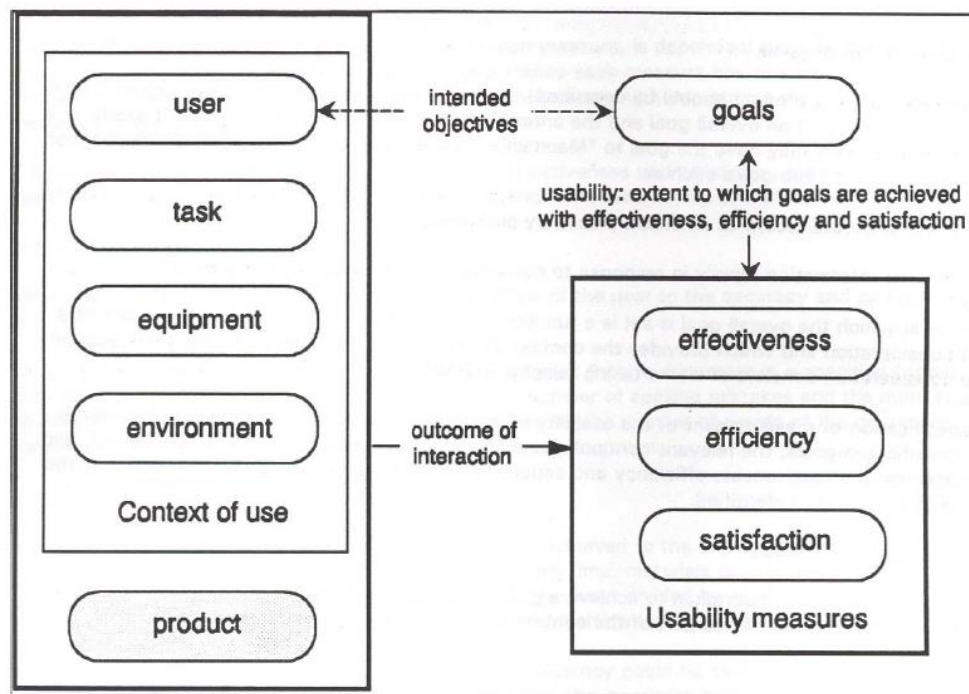 user
intended
objectives
goals
task
usability: extent to which goals are achieved
with effectiveness, efficiency and satisfaction
equipment
effectiveness
environment
outcome of
interaction
efficiency
Context of use
satisfaction
product
Usability measures